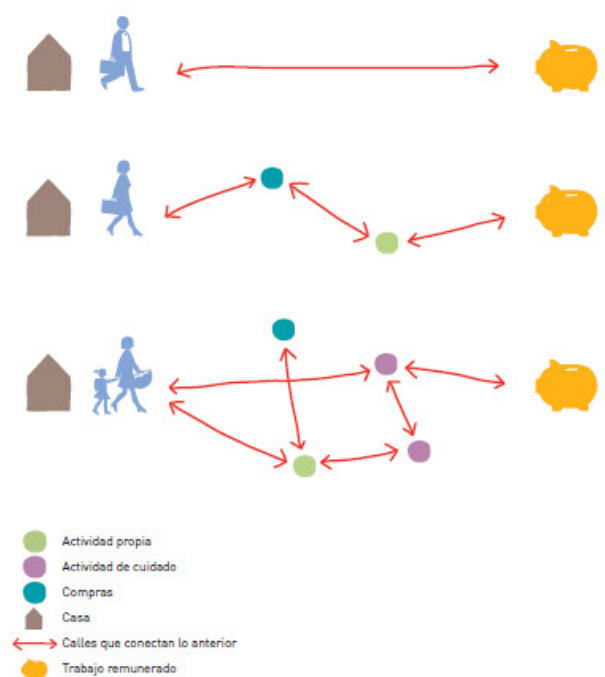 Actividad propia
Actividad de cuidado
Compras
Casa
Calles que conectan lo anterior
Trabajo remunerado